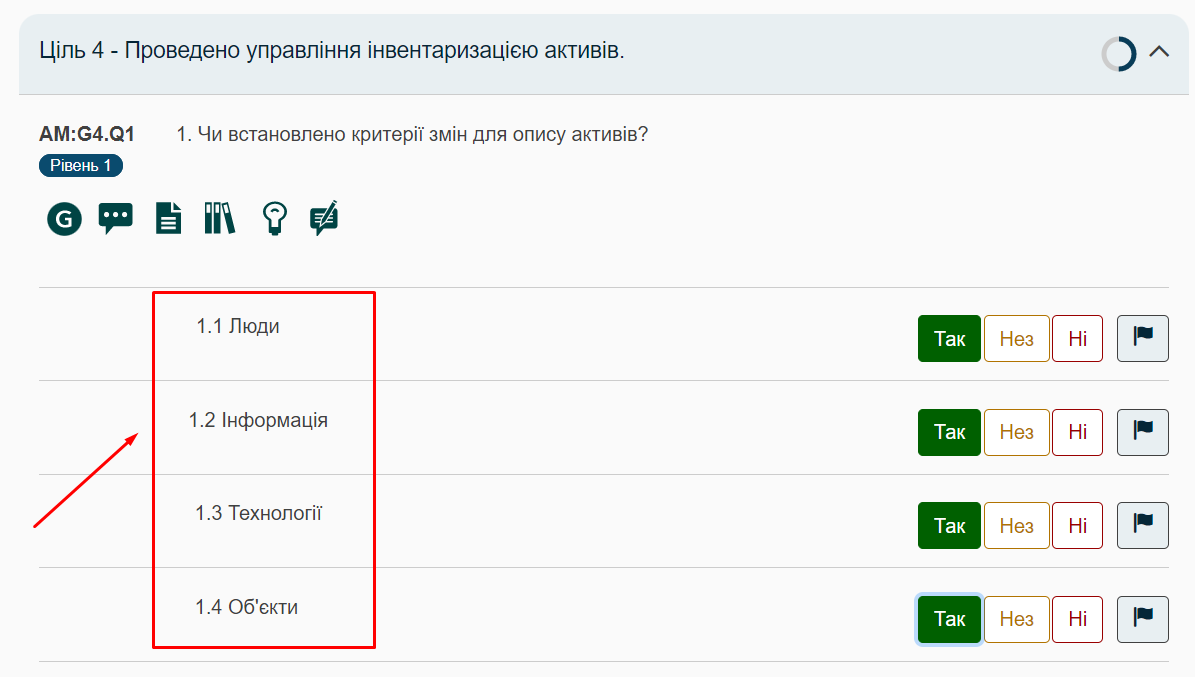 Ціль 4 - Проведено управління інвентаризацією активів.
AM:G4.Q1 1. Чи встановлено критерії змін для опису активів?
Рівень 1
G
1.1 Люди Так Нез Ні
1.2 Інформація Так Нез Ні
1.3 Технології Так Нез Ні
1.4 Об'єкти Так Нез Ні